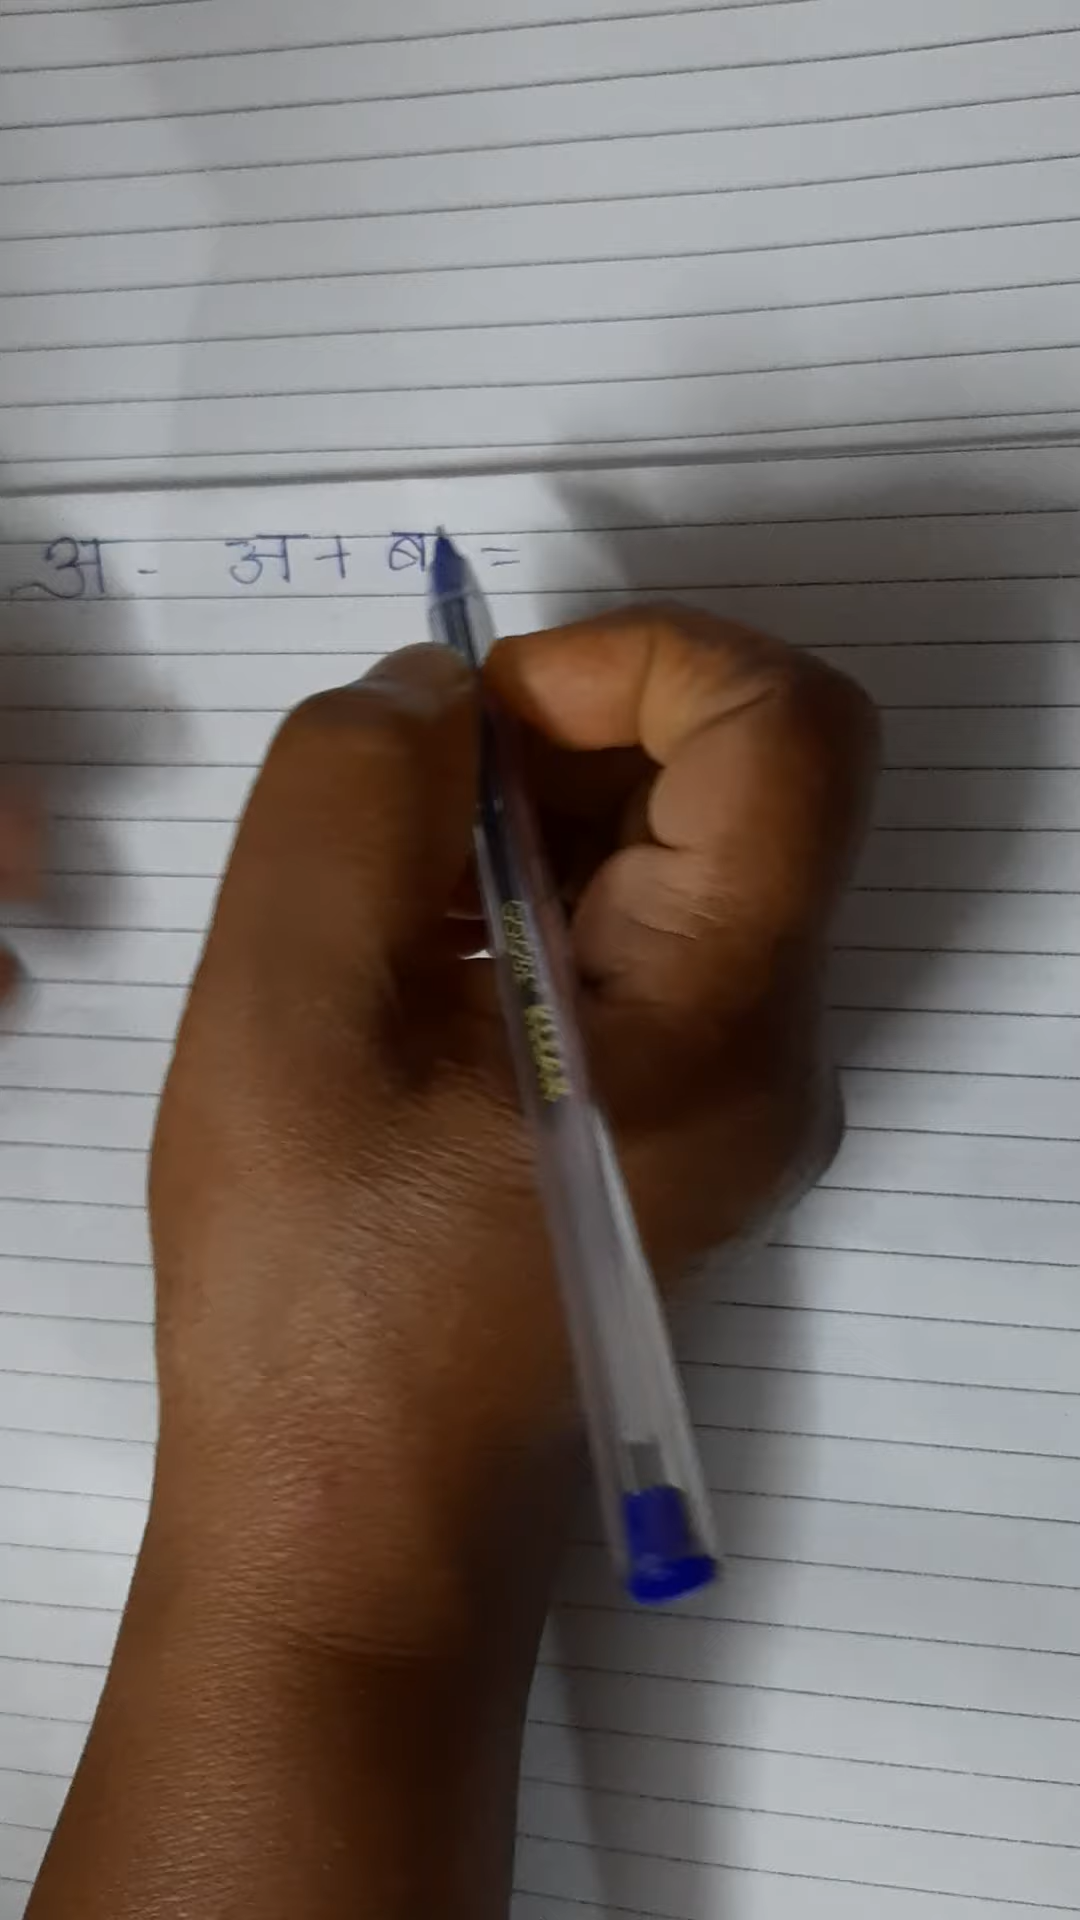 अ - अ + ब =